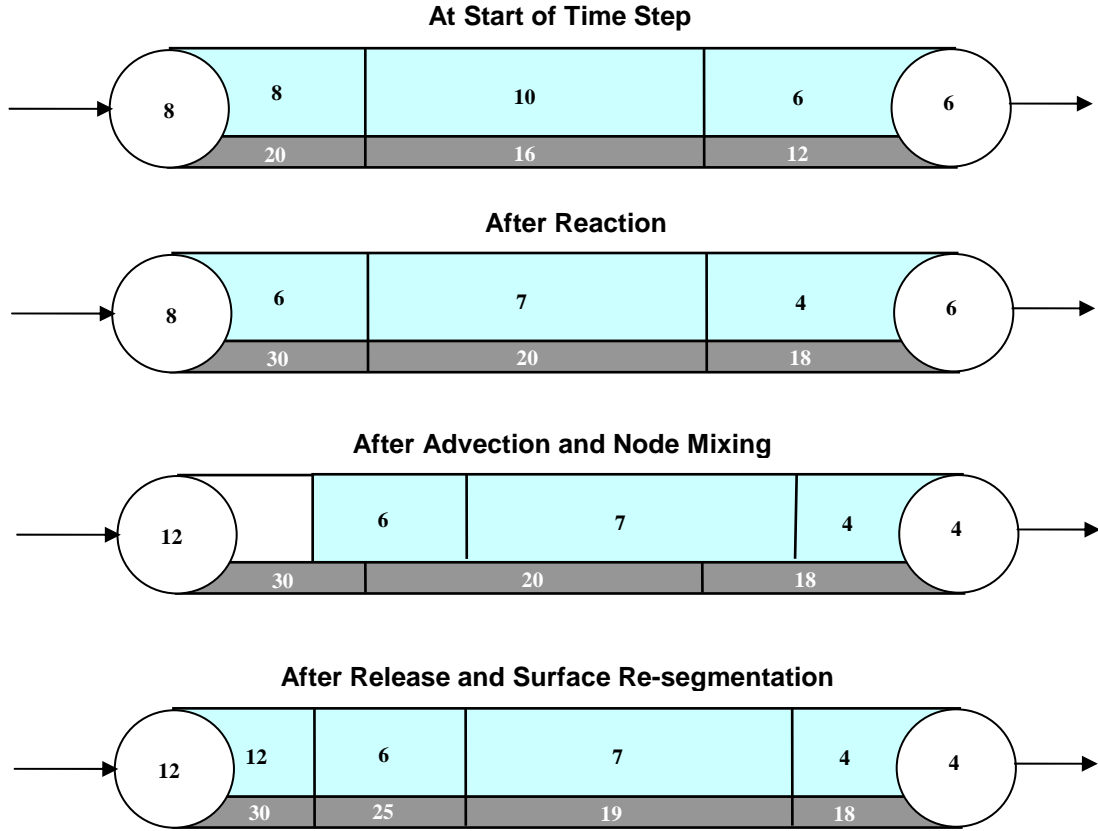 At Start of Time Step
8 8 10 6 6
20 16 12
After Reaction
8 6 7 4 6
30 20 18
After Advection and Node Mixing
12 6 7 4 4
30 20 18
After Release and Surface Re-segmentation
12 12 6 7 4 4
30 25 19 18